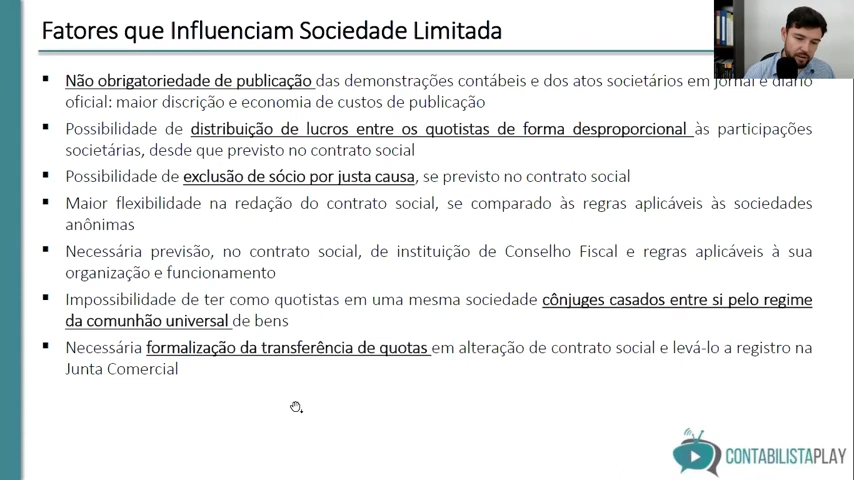 Fatores que Influenciam Sociedade Limitada
Não obrigatoriedade de publicação das demonstrações contábeis e dos atos societários em jornal e diário
oficial: maior discrição e economia de custos de publicação
Possibilidade de distribuição de lucros entre os quotistas de forma desproporcional às participações
societárias, desde que previsto no contrato social
Possibilidade de exclusão de sócio por justa causa, se previsto no contrato social
Maior flexibilidade na redação do contrato social, se comparado às regras aplicáveis às sociedades
anônimas
Necessária previsão, no contrato social, de instituição de Conselho Fiscal e regras aplicáveis à sua
organização e funcionamento
Impossibilidade de ter como quotistas em uma mesma sociedade cônjuges casados entre si pelo regime
da comunhão universal de bens
Necessária formalização da transferência de quotas em alteração de contrato social e levá-lo a registro na
Junta Comercial
CONTABILISTAPLAY